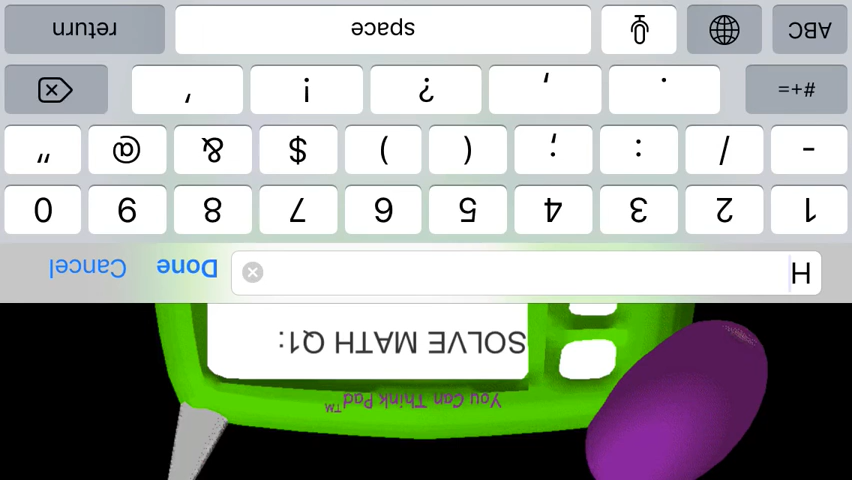 You Can Think Pad™
SOLVE MATH Q1:
H Done Cancel
1 2 3 4 5 6 7 8 9 0
- / : ; ( ) $ & @ "
#+= . , ? ! '
ABC space return